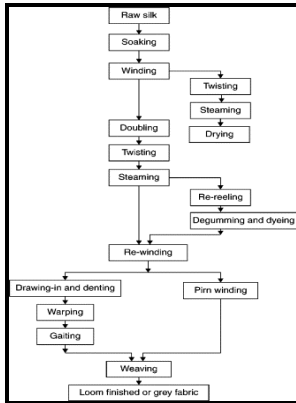 Raw silk
Soaking
Winding
Twisting
Steaming
Drying
Doubling
Twisting
Steaming
Re-reeling
Degumming and dyeing
Re-winding
Drawing-in and denting
Pirn winding
Warping
Gaiting
Weaving
Loom finished or grey fabric